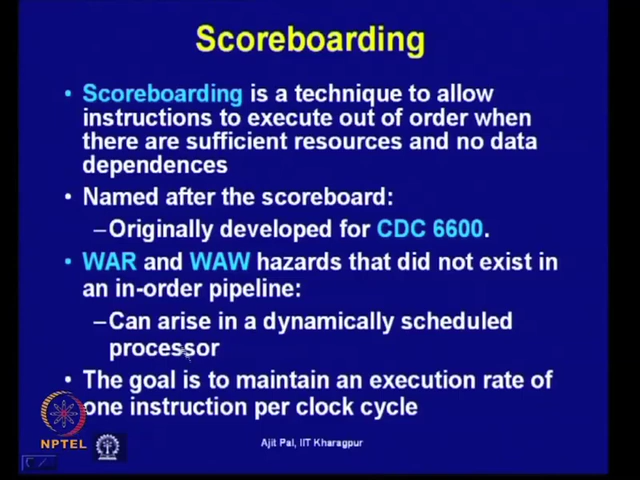 Scoreboarding
• Scoreboarding is a technique to allow
instructions to execute out of order when
there are sufficient resources and no data
dependences
• Named after the scoreboard:
–Originally developed for CDC 6600.
• WAR and WAW hazards that did not exist in
an in-order pipeline:
–Can arise in a dynamically scheduled
processor
• The goal is to maintain an execution rate of
one instruction per clock cycle
NPTEL
Ajit Pal, IIT Kharagpur